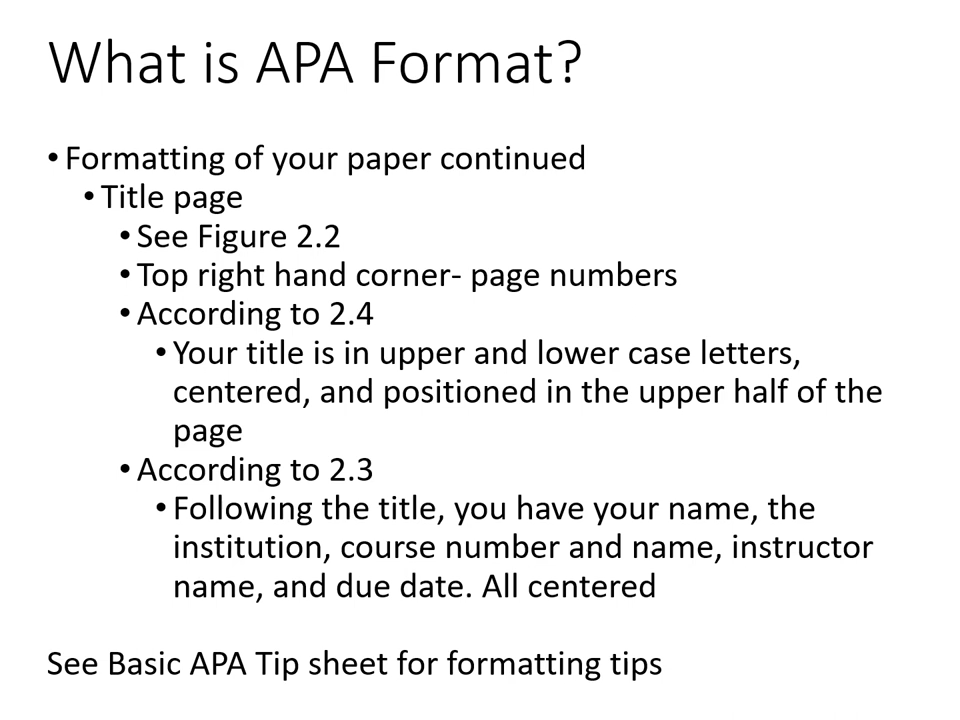 What is APA Format?
• Formatting of your paper continued
• Title page
• See Figure 2.2
• Top right hand corner- page numbers
• According to 2.4
• Your title is in upper and lower case letters,
centered, and positioned in the upper half of the
page
• According to 2.3
• Following the title, you have your name, the
institution, course number and name, instructor
name, and due date. All centered
See Basic APA Tip sheet for formatting tips